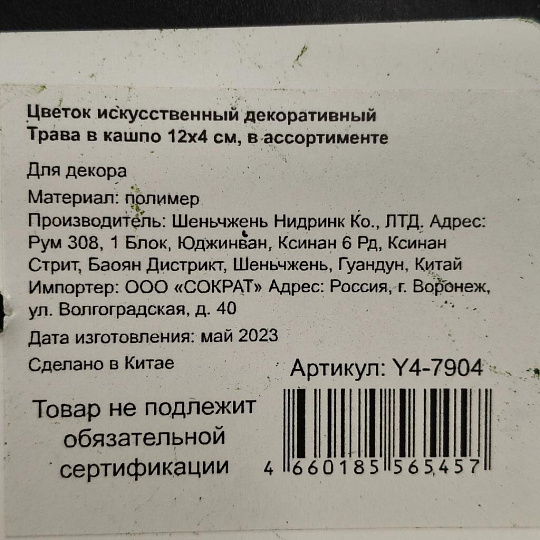 Цветок искусственный декоративный
Трава в кашпо 12х4 см, в ассортименте
Для декора
Материал: полимер
Производитель: Шеньчжень Нидринк Ко., ЛТД. Адрес:
Рум 308, 1 Блок, Юджинван, Ксинан 6 Рд, Ксинан
Стрит, Баоян Дистрикт, Шеньчжень, Гуандун, Китай
Импортер: ООО «СОКРАТ» Адрес: Россия, г. Воронеж,
ул. Волгоградская, д. 40
Дата изготовления: май 2023
Сделано в Китае
Артикул: Y4-7904
Товар не подлежит
обязательной
сертификации
4 660185 565457